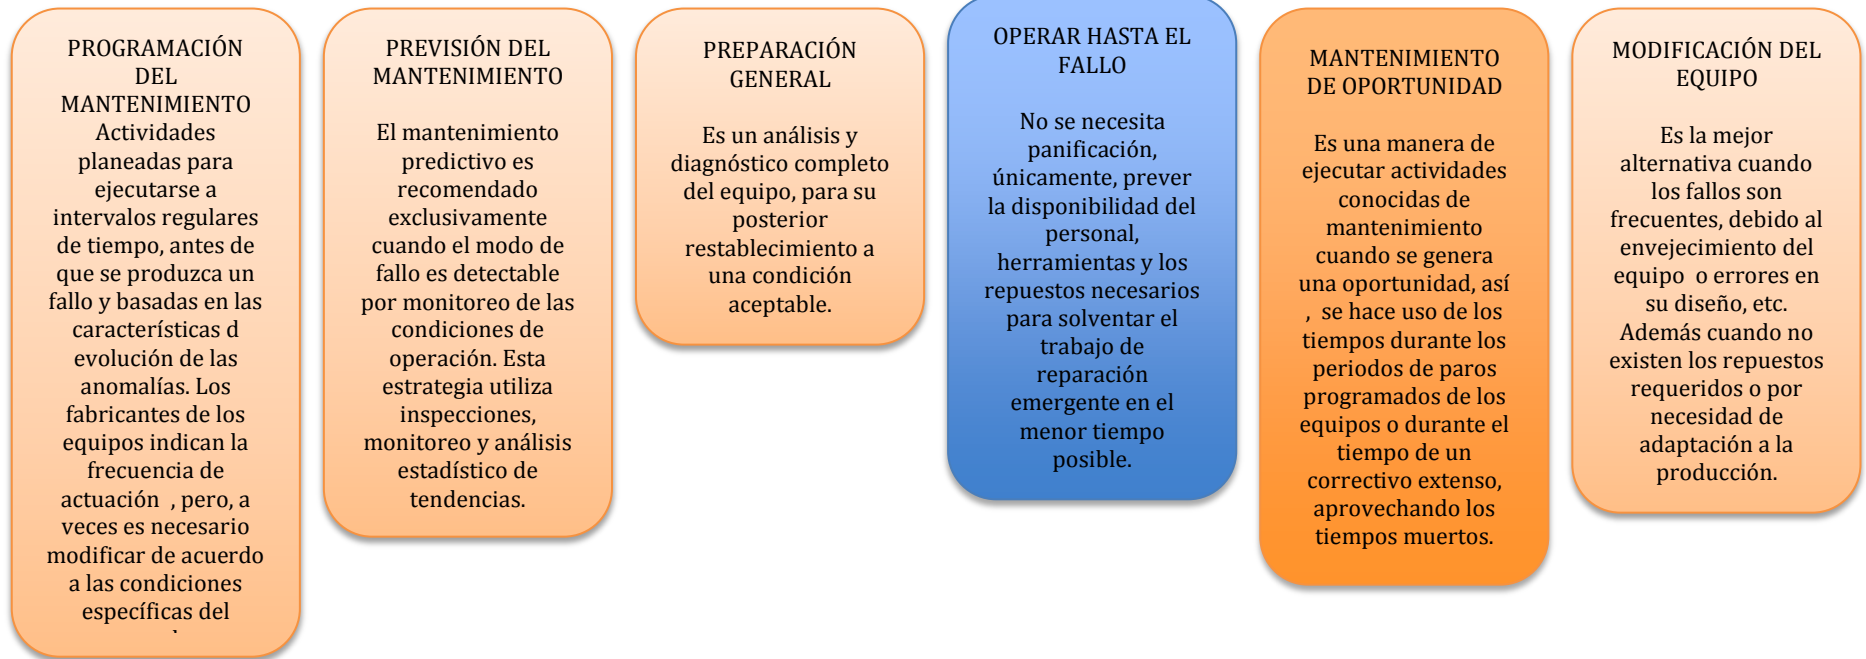 PROGRAMACIÓN
DEL
MANTENIMIENTO
Actividades
planeadas para
ejecutarse a
intervalos regulares
de tiempo, antes de
que se produzca un
fallo y basadas en las
características d
evolución de las
anomalías. Los
fabricantes de los
equipos indican la
frecuencia de
actuación , pero, a
veces es necesario
modificar de acuerdo
a las condiciones
específicas del
PREVISIÓN DEL
MANTENIMIENTO
El mantenimiento
predictivo es
recomendado
exclusivamente
cuando el modo de
fallo es detectable
por monitoreo de las
condiciones de
operación. Esta
estrategia utiliza
inspecciones,
monitoreo y análisis
estadístico de
tendencias.
PREPARACIÓN
GENERAL
Es un análisis y
diagnóstico completo
del equipo, para su
posterior
restablecimiento a
una condición
aceptable.
OPERAR HASTA EL
FALLO
No se necesita
panificación,
únicamente, prever
la disponibilidad del
personal,
herramientas y los
repuestos necesarios
para solventar el
trabajo de
reparación
emergente en el
menor tiempo
posible.
MANTENIMIENTO
DE OPORTUNIDAD
Es una manera de
ejecutar actividades
conocidas de
mantenimiento
cuando se genera
una oportunidad, así
, se hace uso de los
tiempos durante los
periodos de paros
programados de los
equipos o durante el
tiempo de un
correctivo extenso,
aprovechando los
tiempos muertos.
MODIFICACIÓN DEL
EQUIPO
Es la mejor
alternativa cuando
los fallos son
frecuentes, debido al
envejecimiento del
equipo o errores en
su diseño, etc.
Además cuando no
existen los repuestos
requeridos o por
necesidad de
adaptación a la
producción.